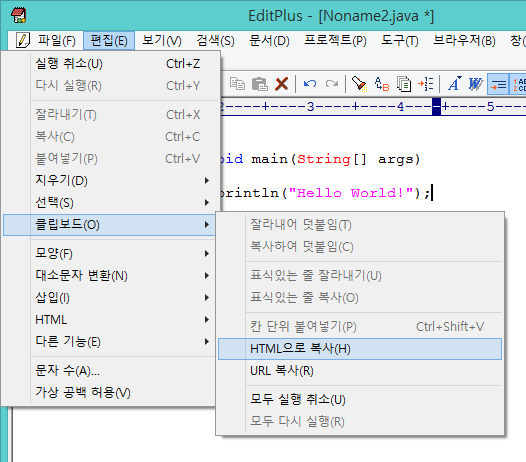 EditPlus - [Noname2.java *]
파일(F) 편집(E) 보기(V) 검색(S) 문서(D) 프로젝트(P) 도구(T) 브라우저(B) 창(
실행 취소(U) Ctrl+Z
다시 실행(R) Ctrl+Y
잘라내기(T) Ctrl+X
복사(C) Ctrl+C
붙여넣기(P) Ctrl+V
지우기(D)
선택(S)
클립보드(O)
모양(F)
대소문자 변환(N)
삽입(I)
HTML
다른 기능(E)
문자 수(A)...
가상 공백 허용(V)
2----+----3----+----4---- -+----5----
oid main(String[] args)
println("Hello World!");
잘라내어 덧붙임(T)
복사하여 덧붙임(C)
표식있는 줄 잘라내기(U)
표식있는 줄 복사(O)
칸 단위 붙여넣기(P) Ctrl+Shift+V
HTML으로 복사(H)
URL 복사(R)
모두 실행 취소(U)
모두 다시 실행(R)